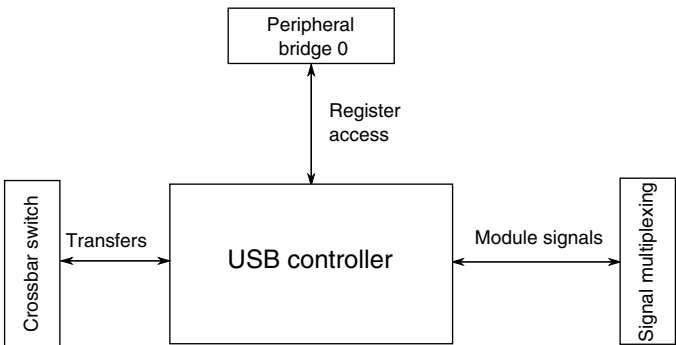 Peripheral
bridge 0
Register
access
Crossbar switch
Transfers
USB controller
Module signals
Signal multiplexing